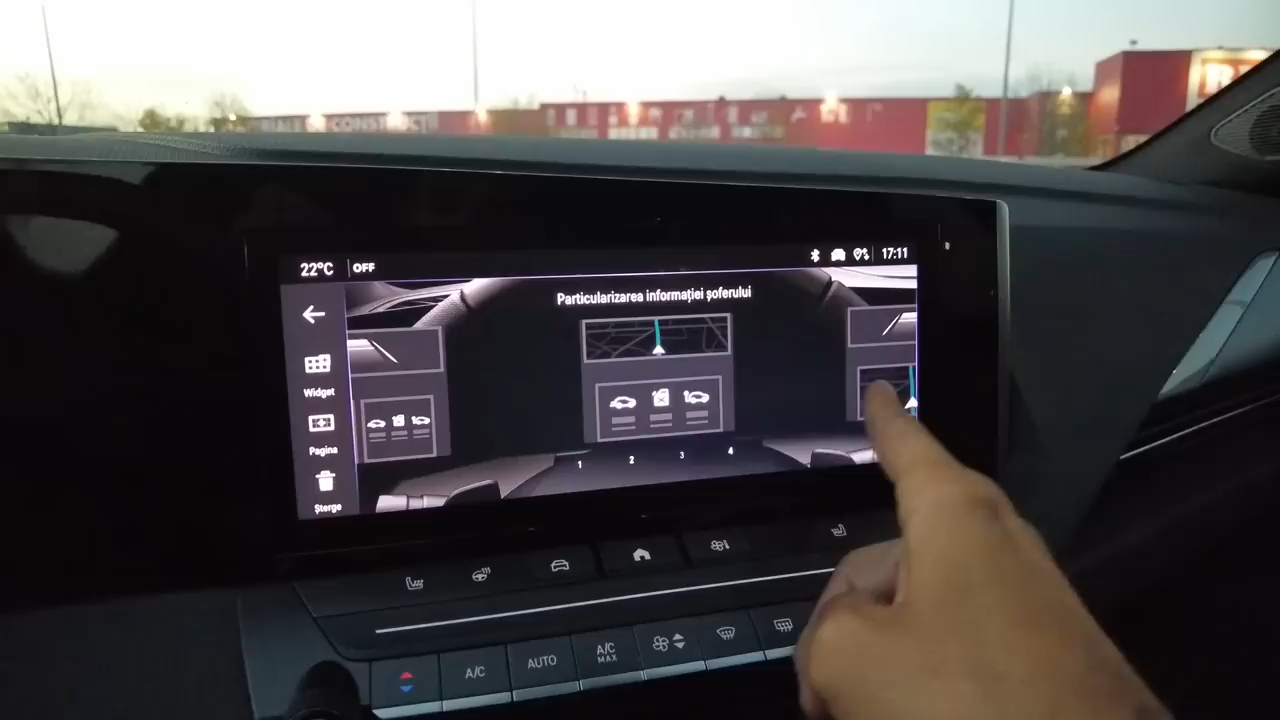 CONSTRUCT
22°C OFF
17:11
Particularizarea informației șoferului
Widget
Pagina
Șterge
1 2 3 4
A/C
AUTO
A/C MAX